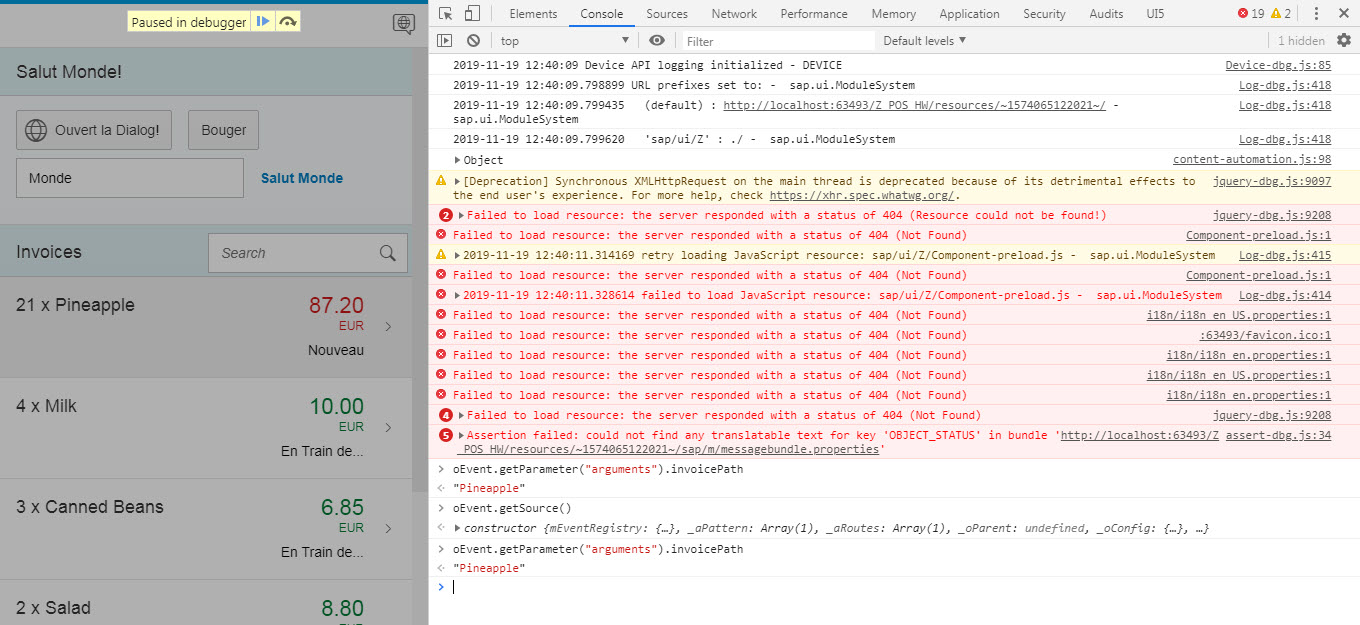 Paused in debugger
Salut Monde!
Ouvert la Dialog!
Bouger
Monde
Salut Monde
Invoices
Search
21 x Pineapple
87.20
EUR
Nouveau
4 x Milk
10.00
EUR
En Train de...
3 x Canned Beans
6.85
EUR
En Train de...
2 x Salad
8.80
EUR
Elements Console Sources Network Performance Memory Application Security Audits UI5 19 2
top Filter Default levels 1 hidden
2019-11-19 12:40:09 Device API logging initialized - DEVICE Device-dbg.js:85
2019-11-19 12:40:09.798899 URL prefixes set to: - sap.ui.ModuleSystem Log-dbg.js:418
2019-11-19 12:40:09.799435 (default) : http://localhost:63493/Z_POS_HW/resources/~1574065122021~/ - Log-dbg.js:418
sap.ui.ModuleSystem
2019-11-19 12:40:09.799620 'sap/ui/Z' : ./ - sap.ui.ModuleSystem Log-dbg.js:418
Object content-automation.js:98
[Deprecation] Synchronous XMLHttpRequest on the main thread is deprecated because of its detrimental effects to jquery-dbg.js:9097
the end user's experience. For more help, check https://xhr.spec.whatwg.org/.
2 Failed to load resource: the server responded with a status of 404 (Resource could not be found!) jquery-dbg.js:9208
Failed to load resource: the server responded with a status of 404 (Not Found) Component-preload.js:1
2019-11-19 12:40:11.314169 retry loading JavaScript resource: sap/ui/Z/Component-preload.js - sap.ui.ModuleSystem Log-dbg.js:415
Failed to load resource: the server responded with a status of 404 (Not Found) Component-preload.js:1
2019-11-19 12:40:11.328614 failed to load JavaScript resource: sap/ui/Z/Component-preload.js - sap.ui.ModuleSystem Log-dbg.js:414
Failed to load resource: the server responded with a status of 404 (Not Found) i18n/i18n_en_US.properties:1
Failed to load resource: the server responded with a status of 404 (Not Found) :63493/favicon.ico:1
Failed to load resource: the server responded with a status of 404 (Not Found) i18n/i18n_en.properties:1
Failed to load resource: the server responded with a status of 404 (Not Found) i18n/i18n_en_US.properties:1
Failed to load resource: the server responded with a status of 404 (Not Found) i18n/i18n_en.properties:1
4 Failed to load resource: the server responded with a status of 404 (Not Found) jquery-dbg.js:9208
5 Assertion failed: could not find any translatable text for key 'OBJECT_STATUS' in bundle 'http://localhost:63493/Z assert-dbg.js:34
_POS_HW/resources/~1574065122021~/sap/m/messagebundle.properties'
oEvent.getParameter("arguments").invoicePath
"Pineapple"
oEvent.getSource()
constructor {mEventRegistry: {…}, _aPattern: Array(1), _aRoutes: Array(1), _oParent: undefined, _oConfig: {…}, …}
oEvent.getParameter("arguments").invoicePath
"Pineapple"